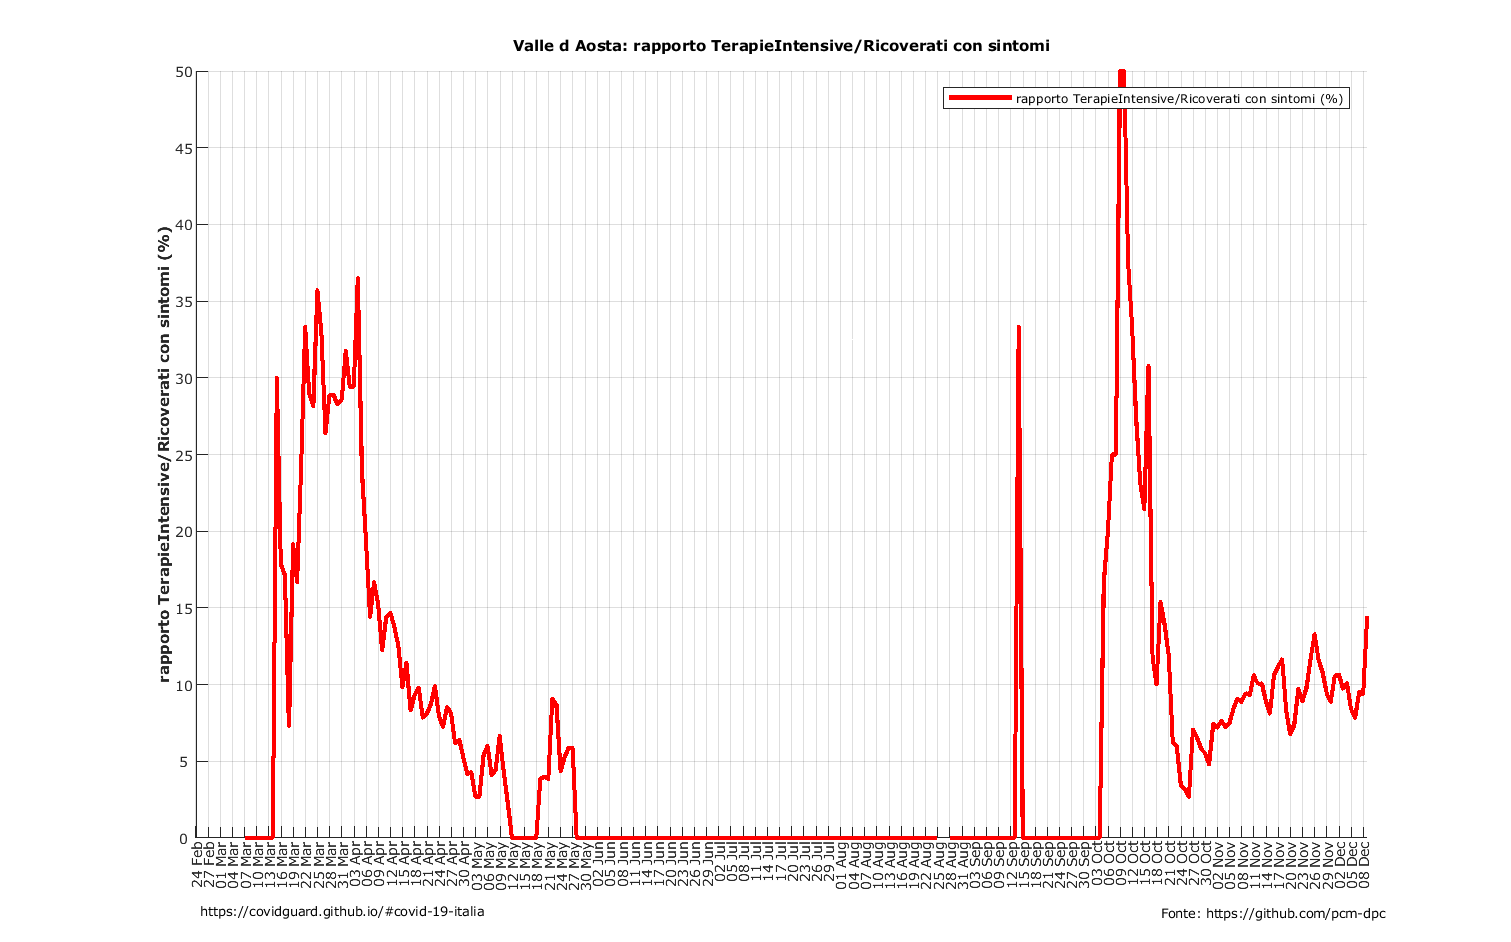 Valle d Aosta: rapporto TerapieIntensive/Ricoverati con sintomi
rapporto TerapieIntensive/Ricoverati con sintomi (%)
rapporto TerapieIntensive/Ricoverati con sintomi (%)
50
45
40
35
30
25
20
15
10
5
0
24 Feb
27 Feb
01 Mar
04 Mar
07 Mar
10 Mar
13 Mar
16 Mar
19 Mar
22 Mar
25 Mar
28 Mar
31 Mar
03 Apr
06 Apr
09 Apr
12 Apr
15 Apr
18 Apr
21 Apr
24 Apr
27 Apr
30 Apr
03 May
06 May
09 May
12 May
15 May
18 May
21 May
24 May
27 May
30 May
02 Jun
05 Jun
08 Jun
11 Jun
14 Jun
17 Jun
20 Jun
23 Jun
26 Jun
29 Jun
02 Jul
05 Jul
08 Jul
11 Jul
14 Jul
17 Jul
20 Jul
23 Jul
26 Jul
29 Jul
01 Aug
04 Aug
07 Aug
10 Aug
13 Aug
16 Aug
19 Aug
22 Aug
25 Aug
28 Aug
31 Aug
03 Sep
06 Sep
09 Sep
12 Sep
15 Sep
18 Sep
21 Sep
24 Sep
27 Sep
30 Sep
03 Oct
06 Oct
09 Oct
12 Oct
15 Oct
18 Oct
21 Oct
24 Oct
27 Oct
30 Oct
02 Nov
05 Nov
08 Nov
11 Nov
14 Nov
17 Nov
20 Nov
23 Nov
26 Nov
29 Nov
02 Dec
05 Dec
08 Dec
https://covidguard.github.io/#covid-19-italia
Fonte: https://github.com/pcm-dpc